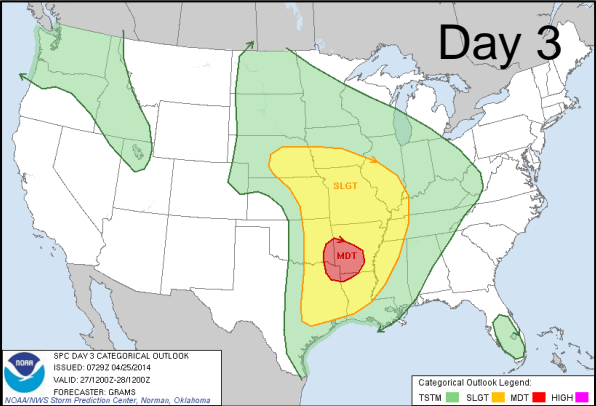 Day 3
SLGT
MDT
NOAA
SPC DAY 3 CATEGORICAL OUTLOOK
ISSUED: 0729Z 04/25/2014
VALID: 27/1200Z-28/1200Z
FORECASTER: GRAMS
NOAA/NWS Storm Prediction Center, Norman, Oklahoma
Categorical Outlook Legend:
TSTM SLGT MDT HIGH